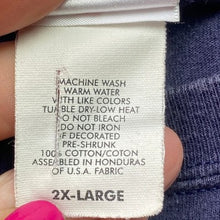 MACHINE WASH
WARM WATER
WITH LIKE COLORS
TUMBLE DRY-LOW HEAT
DO NOT BLEACH
DO NOT IRON
IF DECORATED
PRE-SHRUNK
100% COTTON/COTON
ASSEMBLED IN HONDURAS
OF U.S.A. FABRIC
2X-LARGE